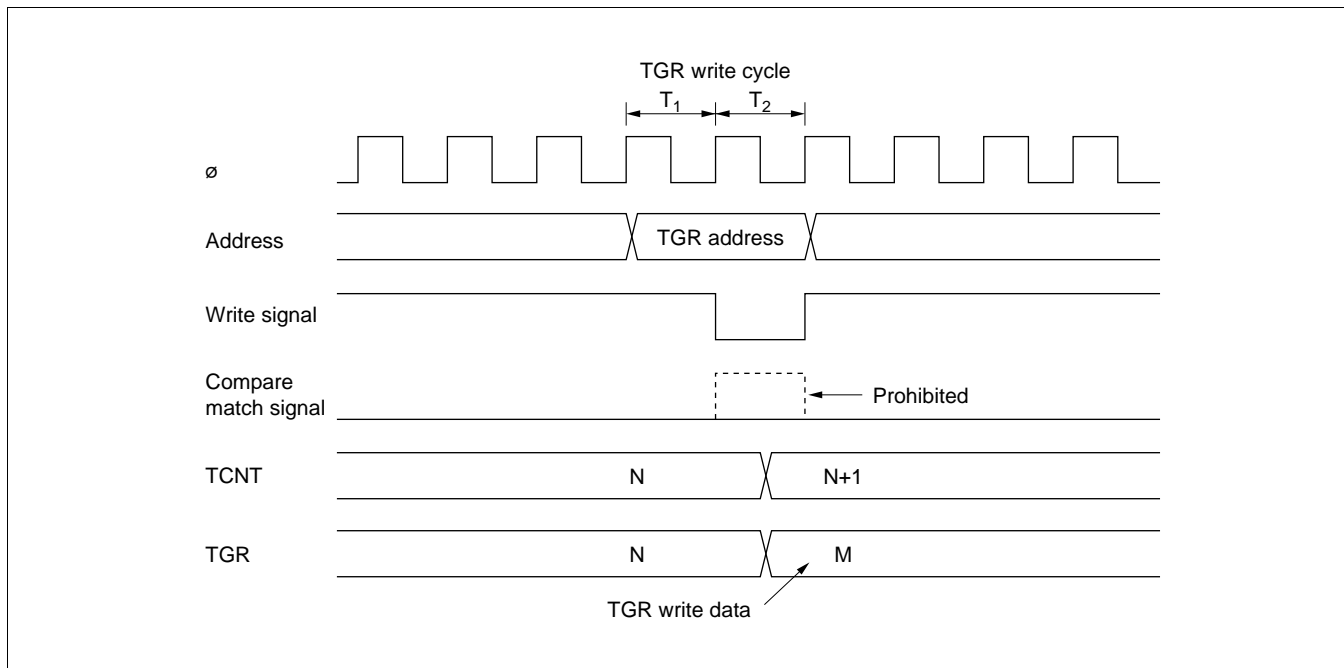 TGR write cycle
T1 T2
ø
Address
TGR address
Write signal
Compare
match signal
Prohibited
TCNT N N+1
TGR N M
TGR write data